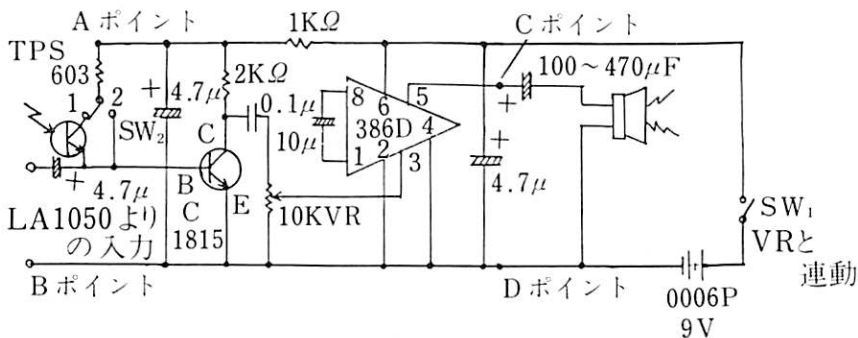 Aポイント
1KΩ
Cポイント
TPS
603
1
2
SW₂
+
4.7μ
2KΩ
C
0.1μ
10μ
8
1
6
5
386D
2
4
3
+
100～470μF
+
4.7μ
+
4.7μ
B
E
C
1815
10KVR
LA1050より
の入力
SW₁
VRと
連動
Bポイント
Dポイント
0006P
9V